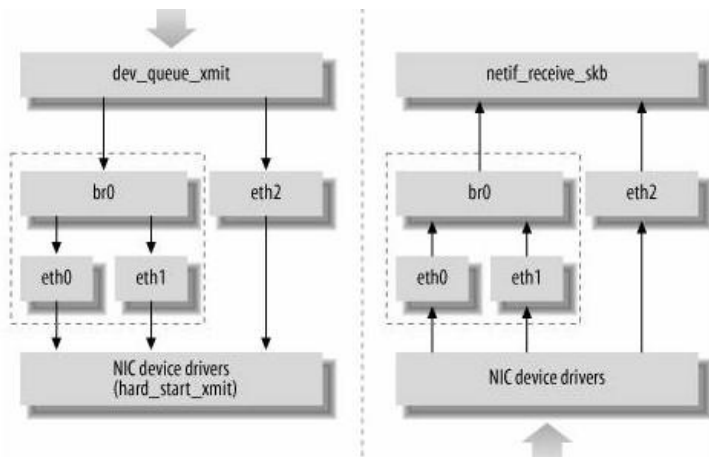 dev_queue_xmit
br0
eth2
eth0
eth1
NIC device drivers
(hard_start_xmit)
netif_receive_skb
br0
eth2
eth0
eth1
NIC device drivers